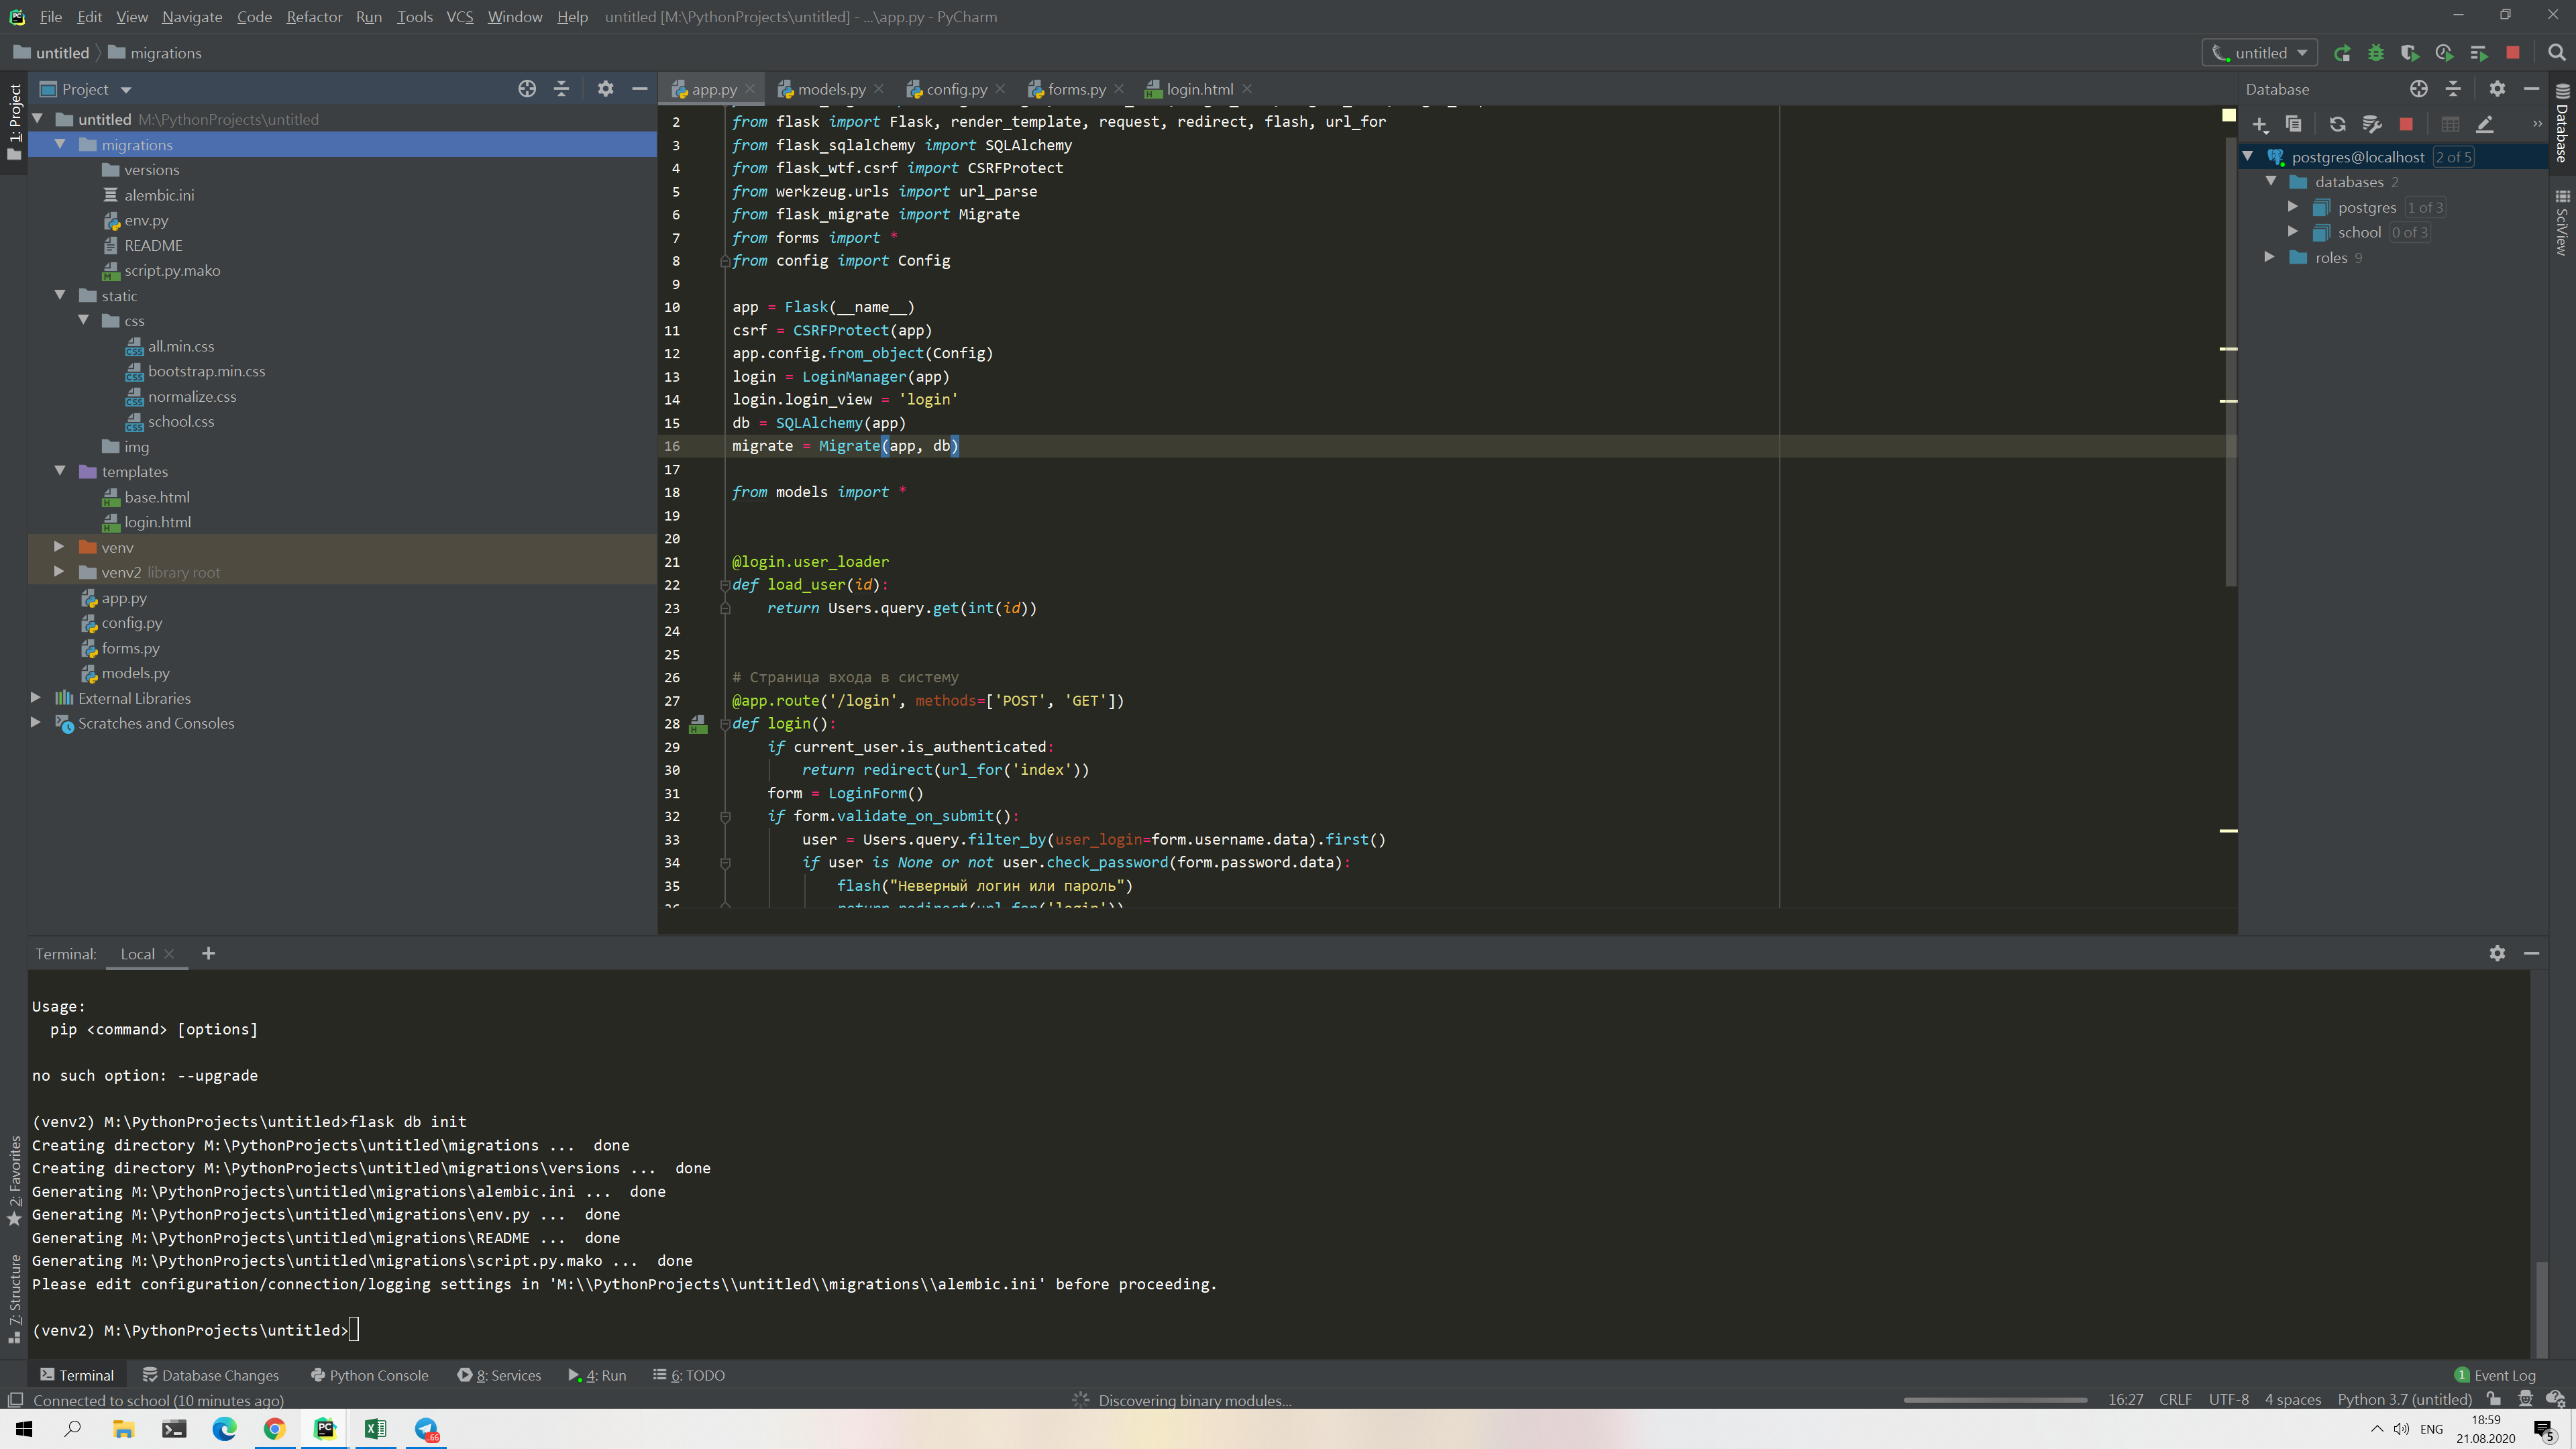 File Edit View Navigate Code Refactor Run Tools VCS Window Help untitled [M:\PythonProjects\untitled] - ...\app.py - PyCharm
untitled migrations
untitled
Project
app.py models.py config.py forms.py login.html
Database
1: Project
untitled M:\PythonProjects\untitled
migrations
versions
alembic.ini
env.py
README
script.py.mako
static
css
all.min.css
bootstrap.min.css
normalize.css
school.css
img
templates
base.html
login.html
venv
venv2 library root
app.py
config.py
forms.py
models.py
External Libraries
Scratches and Consoles
2 from flask import Flask, render_template, request, redirect, flash, url_for
3 from flask_sqlalchemy import SQLAlchemy
4 from flask_wtf.csrf import CSRFProtect
5 from werkzeug.urls import url_parse
6 from flask_migrate import Migrate
7 from forms import *
8 from config import Config
9
10 app = Flask(__name__)
11 csrf = CSRFProtect(app)
12 app.config.from_object(Config)
13 login = LoginManager(app)
14 login.login_view = 'login'
15 db = SQLAlchemy(app)
16 migrate = Migrate(app, db)
17
18 from models import *
19
20
21 @login.user_loader
22 def load_user(id):
23 return Users.query.get(int(id))
24
25
26 # Страница входа в систему
27 @app.route('/login', methods=['POST', 'GET'])
28 def login():
29 if current_user.is_authenticated:
30 return redirect(url_for('index'))
31 form = LoginForm()
32 if form.validate_on_submit():
33 user = Users.query.filter_by(user_login=form.username.data).first()
34 if user is None or not user.check_password(form.password.data):
35 flash("Неверный логин или пароль")
postgres@localhost 2 of 5
databases 2
postgres 1 of 3
school 0 of 3
roles 9
Database
SciView
2: Favorites
Z: Structure
Terminal: Local
Usage:
pip <command> [options]
no such option: --upgrade
(venv2) M:\PythonProjects\untitled>flask db init
Creating directory M:\PythonProjects\untitled\migrations ... done
Creating directory M:\PythonProjects\untitled\migrations\versions ... done
Generating M:\PythonProjects\untitled\migrations\alembic.ini ... done
Generating M:\PythonProjects\untitled\migrations\env.py ... done
Generating M:\PythonProjects\untitled\migrations\README ... done
Generating M:\PythonProjects\untitled\migrations\script.py.mako ... done
Please edit configuration/connection/logging settings in 'M:\\PythonProjects\\untitled\\migrations\\alembic.ini' before proceeding.
(venv2) M:\PythonProjects\untitled>
Terminal Database Changes Python Console 8: Services 4: Run 6: TODO 1 Event Log
Connected to school (10 minutes ago) Discovering binary modules... 16:27 CRLF UTF-8 4 spaces Python 3.7 (untitled)
PC 66 ENG 18:59
21.08.2020 5